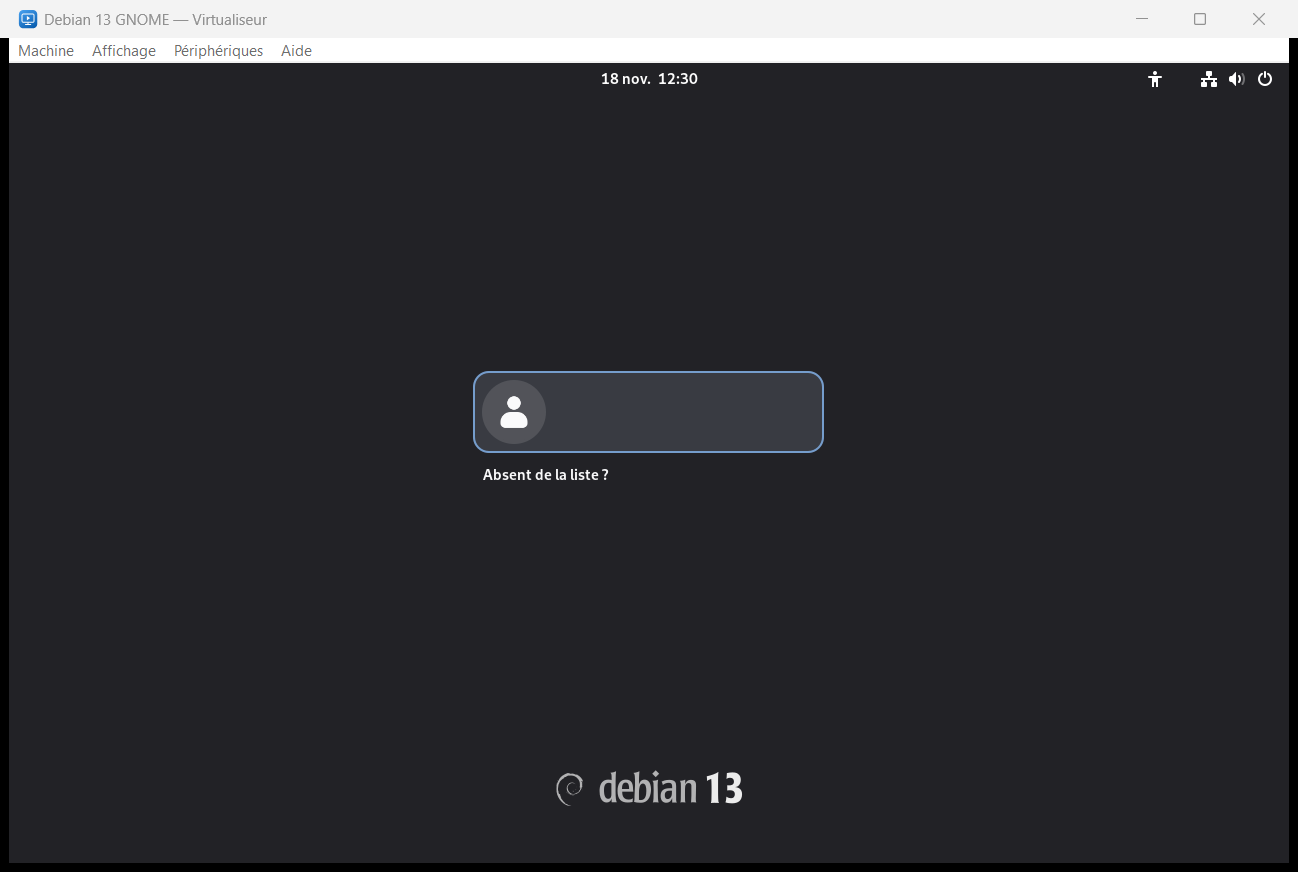 Debian 13 GNOME — Virtualiseur
Machine Affichage Périphériques Aide
18 nov. 12:30
Absent de la liste ?
debian 13